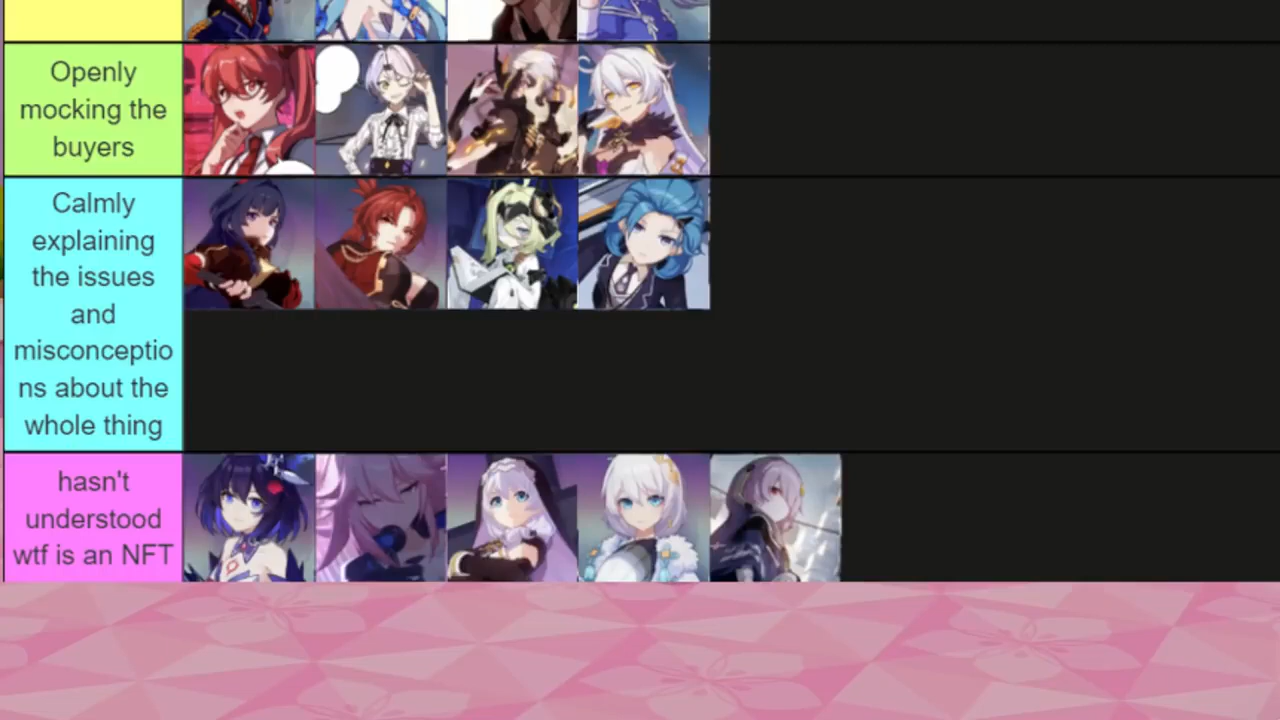 Openly
mocking the
buyers
Calmly
explaining
the issues
and
misconceptio
ns about the
whole thing
hasn't
understood
wtf is an NFT